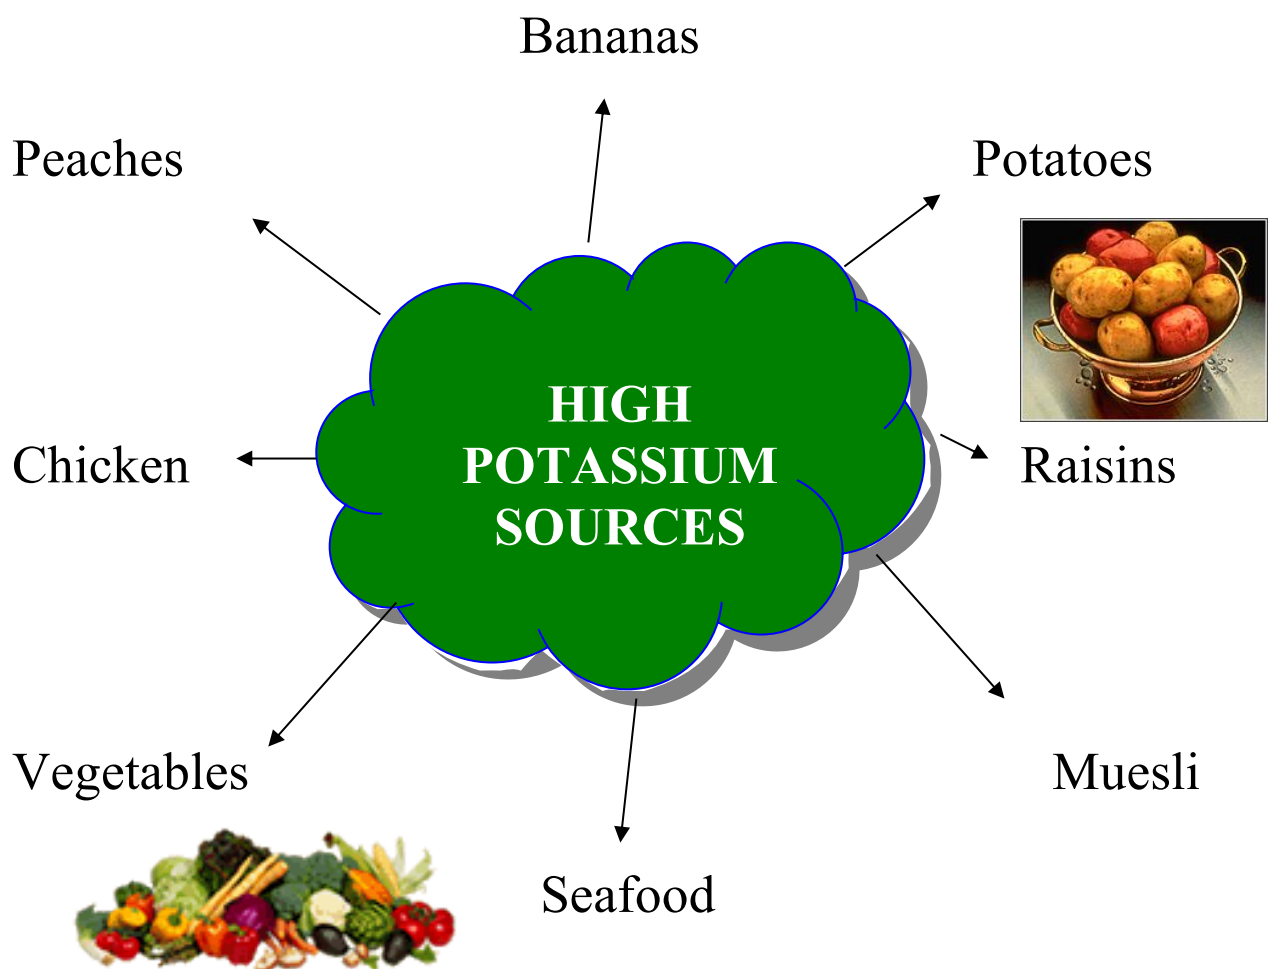 Bananas
Peaches
Potatoes
HIGH
POTASSIUM
SOURCES
Chicken
Raisins
Vegetables
Muesli
Seafood